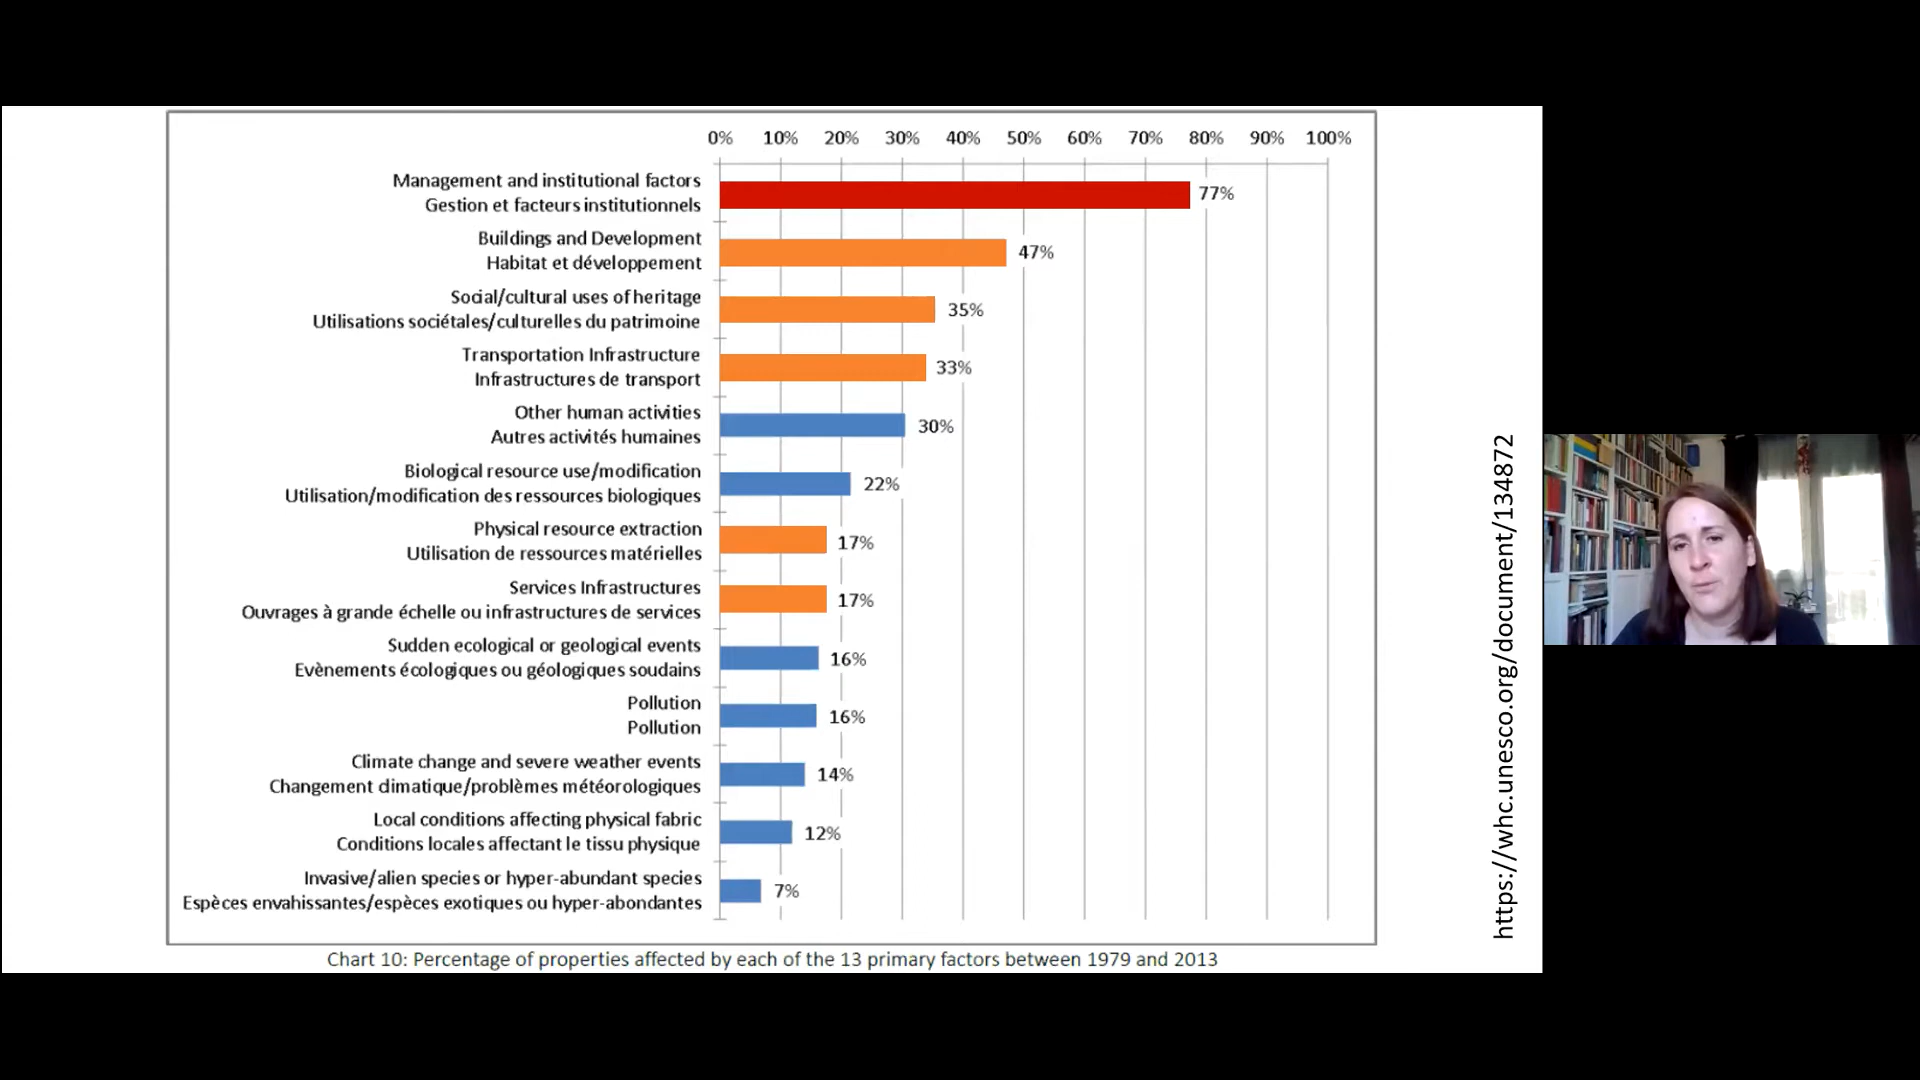 0% 10% 20% 30% 40% 50% 60% 70% 80% 90% 100%
Management and institutional factors
Gestion et facteurs institutionnels
77%
Buildings and Development
Habitat et développement
47%
Social/cultural uses of heritage
Utilisations sociétales/culturelles du patrimoine
35%
Transportation Infrastructure
Infrastructures de transport
33%
Other human activities
Autres activités humaines
30%
Biological resource use/modification
Utilisation/modification des ressources biologiques
22%
Physical resource extraction
Utilisation de ressources matérielles
17%
Services Infrastructures
Ouvrages à grande échelle ou infrastructures de services
17%
Sudden ecological or geological events
Evènements écologiques ou géologiques soudains
16%
Pollution
Pollution
16%
Climate change and severe weather events
Changement climatique/problèmes météorologiques
14%
Local conditions affecting physical fabric
Conditions locales affectant le tissu physique
12%
Invasive/alien species or hyper-abundant species
Espèces envahissantes/espèces exotiques ou hyper-abondantes
7%
Chart 10: Percentage of properties affected by each of the 13 primary factors between 1979 and 2013
https://whc.unesco.org/document/134872